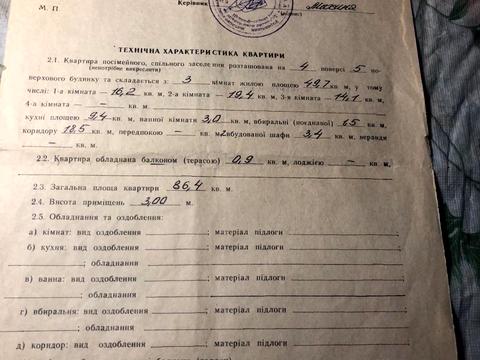 М. П.
Керівник
ТЕХНІЧНА ХАРАКТЕРИСТИКА КВАРТИРИ
2.1. Квартира посімейного, спільного заселення розташована на 4 поверсі 5 по-
(непотрібне викреслити)
верхового будинку та складається з 3 кімнат житловою площею 49,7 кв. м, у тому
числі: 1-а кімната — 16,2 кв. м, 2-а кімната — 19,4 кв. м, 3-я кімната — 14,1 кв. м,
4-а кімната — — кв. м.
кухні площею 9,4 кв. м, ванної кімнати 3,0 кв. м, вбиральні (поєднаної) 1,5 кв. м,
коридору 18,5 кв. м, передпокою — кв. м. вбудованої шафи 3,4 кв. м, веранди
— кв. м.
2.2. Квартира обладнана балконом (терасою) 0,9 кв. м, лоджією — кв. м,
2.3. Загальна площа квартири 86,4 кв. м.
2.4. Висота приміщень 3,00 м.
2.5. Обладнання та оздоблення:
а) кімнат: вид оздоблення ; матеріал підлоги
б) кухня: вид оздоблення ; матеріал підлоги
; обладнання
в) ванна: вид оздоблення ; матеріал підлоги
; обладнання
г) вбиральня: вид оздоблення ; матеріал підлоги
; обладнання
д) коридор: вид оздоблення ; матеріал підлоги